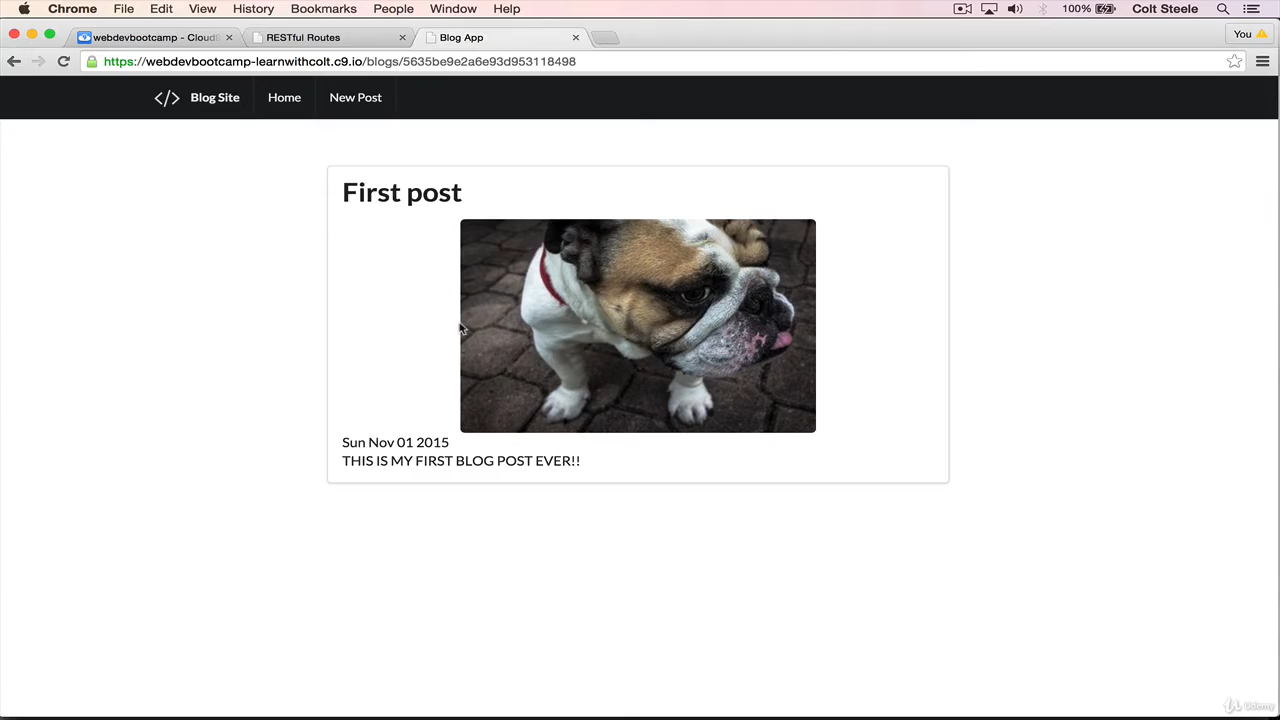 Chrome File Edit View History Bookmarks People Window Help 100% Colt Steele
webdevbootcamp - Cloud9 RESTful Routes Blog App You
https://webdevbootcamp-learnwithcolt.c9.io/blogs/5635be9e2a6e93d953118498
</> Blog Site Home New Post
First post
Sun Nov 01 2015
THIS IS MY FIRST BLOG POST EVER!!
Udemy